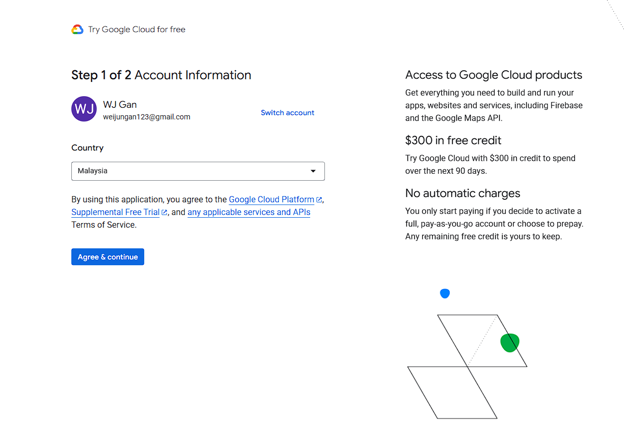 Try Google Cloud for free
Step 1 of 2 Account Information
WJ
WJ Gan
weijungan123@gmail.com
Switch account
Country
Malaysia
By using this application, you agree to the Google Cloud Platform,
Supplemental Free Trial, and any applicable services and APIs
Terms of Service.
Agree & continue
Access to Google Cloud products
Get everything you need to build and run your
apps, websites and services, including Firebase
and the Google Maps API.
$300 in free credit
Try Google Cloud with $300 in credit to spend
over the next 90 days.
No automatic charges
You only start paying if you decide to activate a
full, pay-as-you-go account or choose to prepay.
Any remaining free credit is yours to keep.